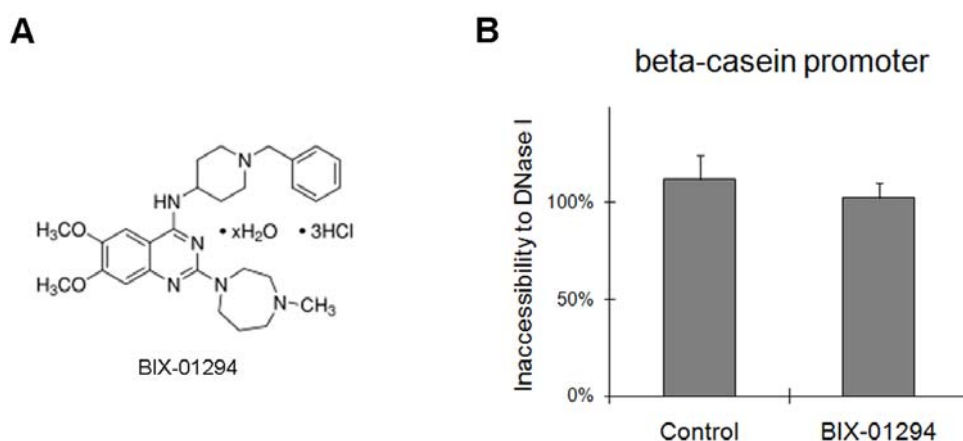 A
N
HN
H₃CO
N
• xH₂O • 3HCl
H₃CO
N
N
N
CH₃
BIX-01294
B
beta-casein promoter
Inaccessibility to DNase I
100%
50%
0%
Control BIX-01294